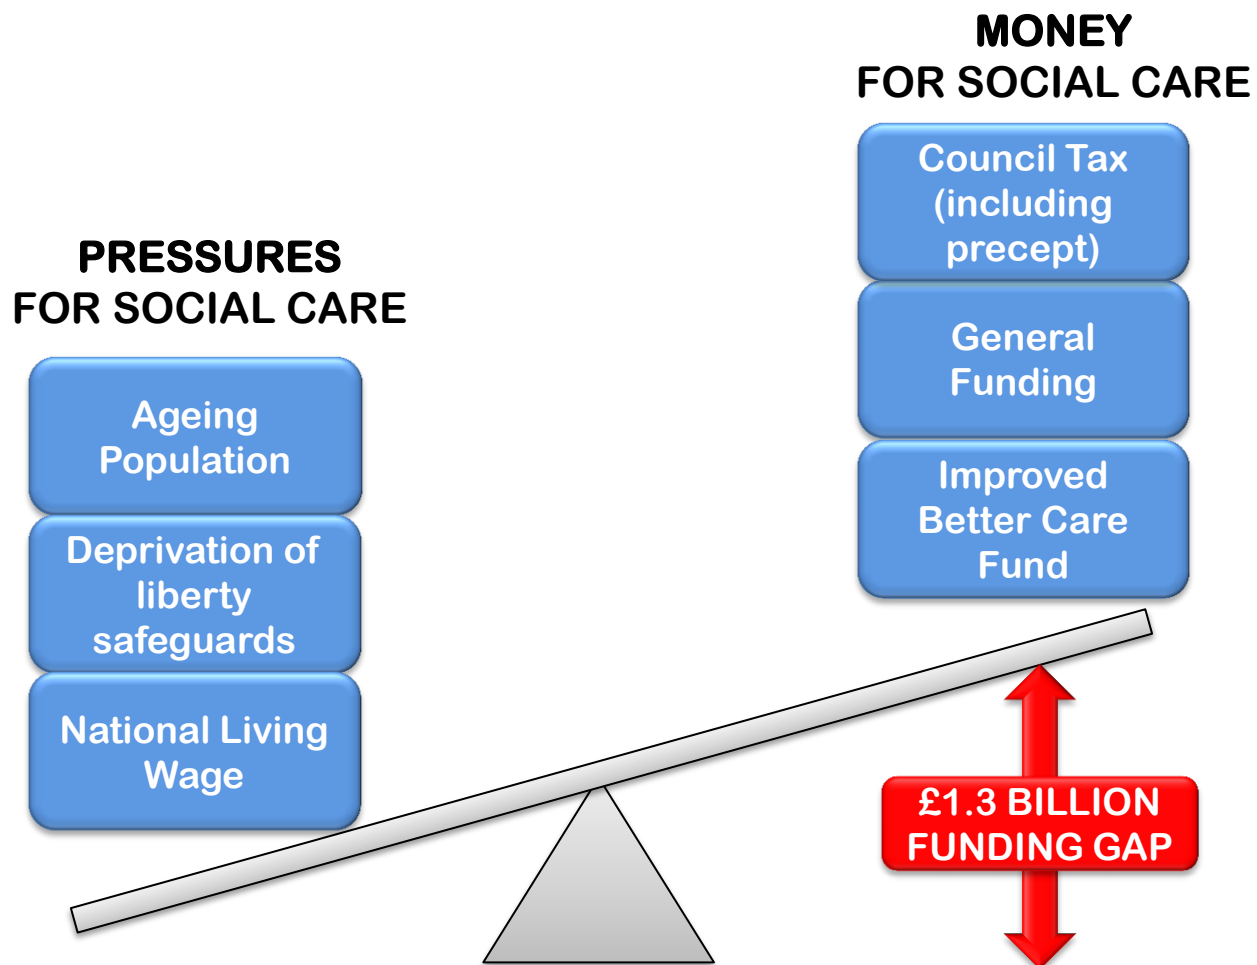 MONEY
FOR SOCIAL CARE
Council Tax
(including
precept)
General
Funding
Improved
Better Care
Fund
PRESSURES
FOR SOCIAL CARE
Ageing
Population
Deprivation of
liberty
safeguards
National Living
Wage
£1.3 BILLION
FUNDING GAP